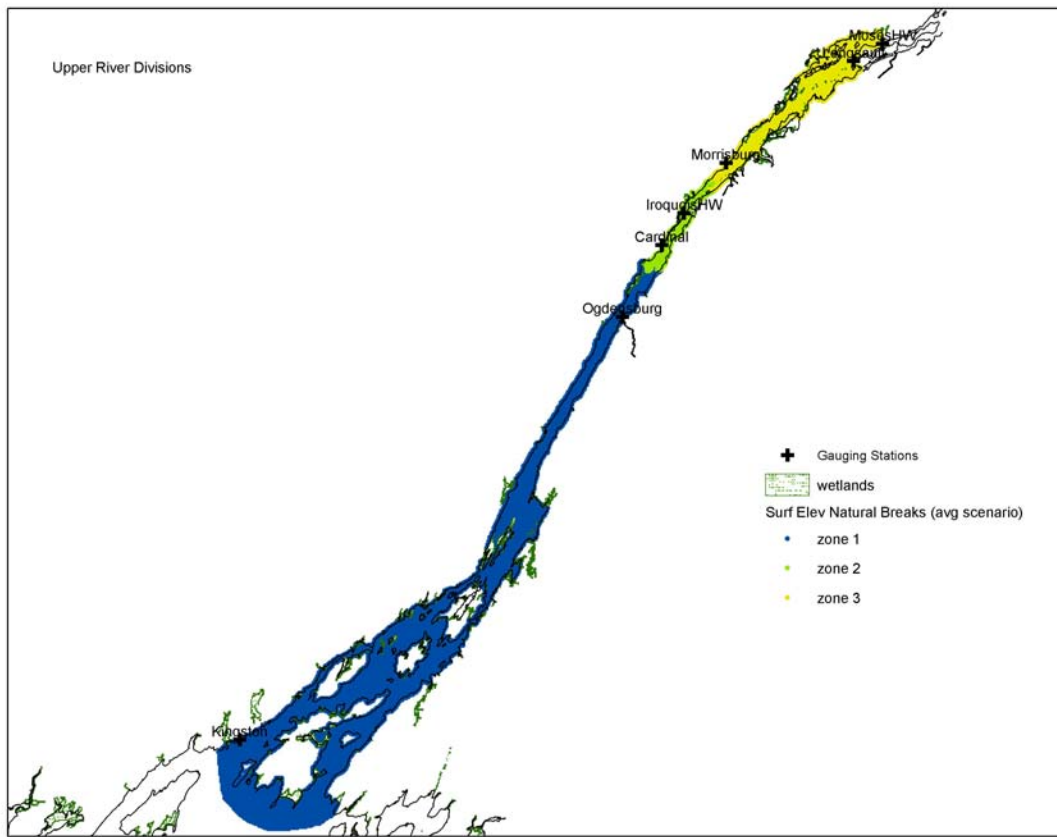 Upper River Divisions
MosesHW
Longsault
Morrisburg
IroquoisHW
Cardinal
Ogdensburg
Gauging Stations
wetlands
Surf Elev Natural Breaks (avg scenario)
zone 1
zone 2
zone 3
Kingston